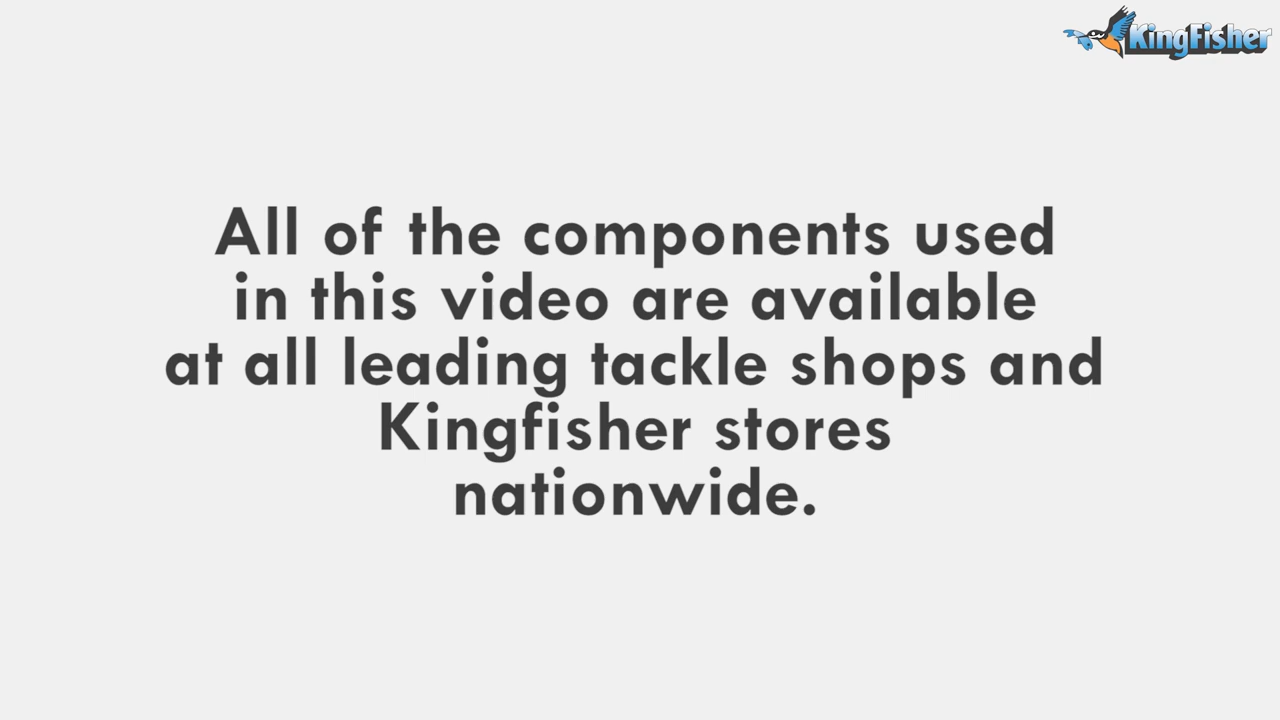 KingFisher
All of the components used
in this video are available
at all leading tackle shops and
Kingfisher stores
nationwide.